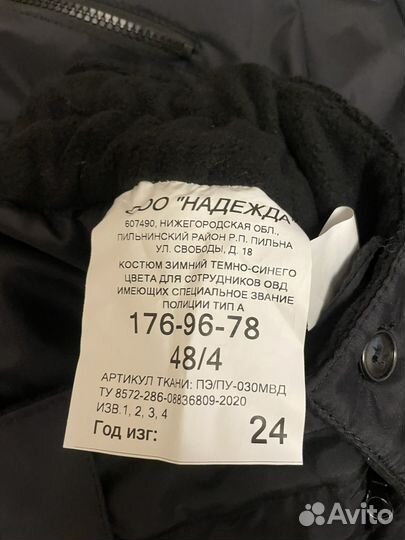 ООО "НАДЕЖДА"
607490, НИЖЕГОРОДСКАЯ ОБЛ.,
ПИЛЬНИНСКИЙ РАЙОН Р.П. ПИЛЬНА
УЛ. СВОБОДЫ, Д. 18
КОСТЮМ ЗИМНИЙ ТЕМНО-СИНЕГО
ЦВЕТА ДЛЯ СОТРУДНИКОВ ОВД
ИМЕЮЩИХ СПЕЦИАЛЬНОЕ ЗВАНИЕ
ПОЛИЦИИ ТИП А
176-96-78
48/4
АРТИКУЛ ТКАНИ: ПЭ/ПУ-030МВД
ТУ 8572-286-08836809-2020
ИЗВ.1, 2, 3, 4
Год изг: 24
Avito